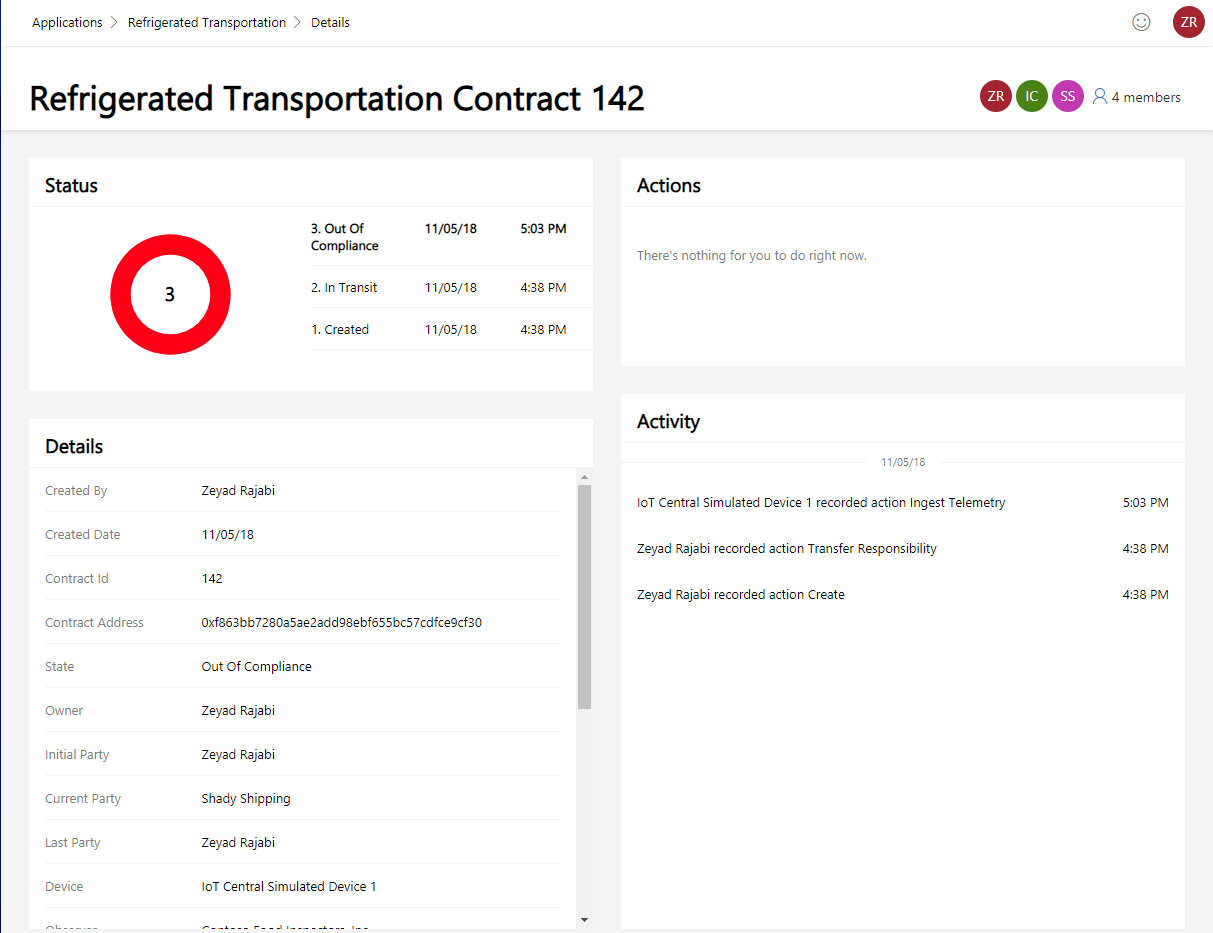 Applications > Refrigerated Transportation > Details
ZR
Refrigerated Transportation Contract 142
ZR IC SS 4 members
Status
3
3. Out Of Compliance 11/05/18 5:03 PM
2. In Transit 11/05/18 4:38 PM
1. Created 11/05/18 4:38 PM
Actions
There's nothing for you to do right now.
Details
Created By Zeyad Rajabi
Created Date 11/05/18
Contract Id 142
Contract Address 0xf863bb7280a5ae2add98ebf655bc57cdfce9cf30
State Out Of Compliance
Owner Zeyad Rajabi
Initial Party Zeyad Rajabi
Current Party Shady Shipping
Last Party Zeyad Rajabi
Device IoT Central Simulated Device 1
Activity
11/05/18
IoT Central Simulated Device 1 recorded action Ingest Telemetry 5:03 PM
Zeyad Rajabi recorded action Transfer Responsibility 4:38 PM
Zeyad Rajabi recorded action Create 4:38 PM